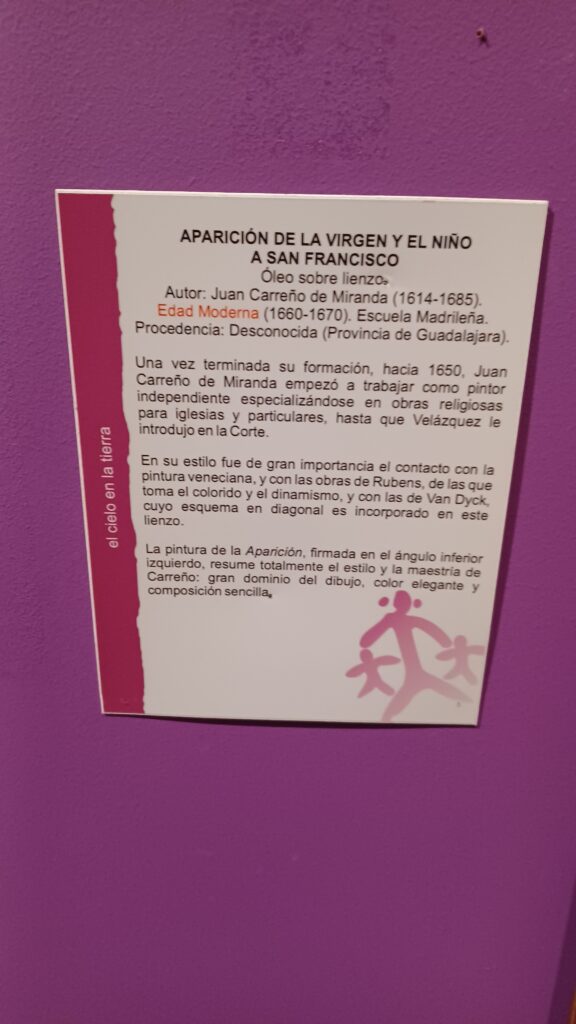 APARICIÓN DE LA VIRGEN Y EL NIÑO
A SAN FRANCISCO
Óleo sobre lienzo.
Autor: Juan Carreño de Miranda (1614-1685).
Edad Moderna (1660-1670). Escuela Madrileña.
Procedencia: Desconocida (Provincia de Guadalajara).
Una vez terminada su formación, hacia 1650, Juan
Carreño de Miranda empezó a trabajar como pintor
independiente especializándose en obras religiosas
para iglesias y particulares, hasta que Velázquez le
introdujo en la Corte.
En su estilo fue de gran importancia el contacto con la
pintura veneciana, y con las obras de Rubens, de las que
toma el colorido y el dinamismo, y con las de Van Dyck,
cuyo esquema en diagonal es incorporado en este
lienzo.
La pintura de la Aparición, firmada en el ángulo inferior
izquierdo, resume totalmente el estilo y la maestría de
Carreño: gran dominio del dibujo, color elegante y
composición sencilla.
el cielo en la tierra